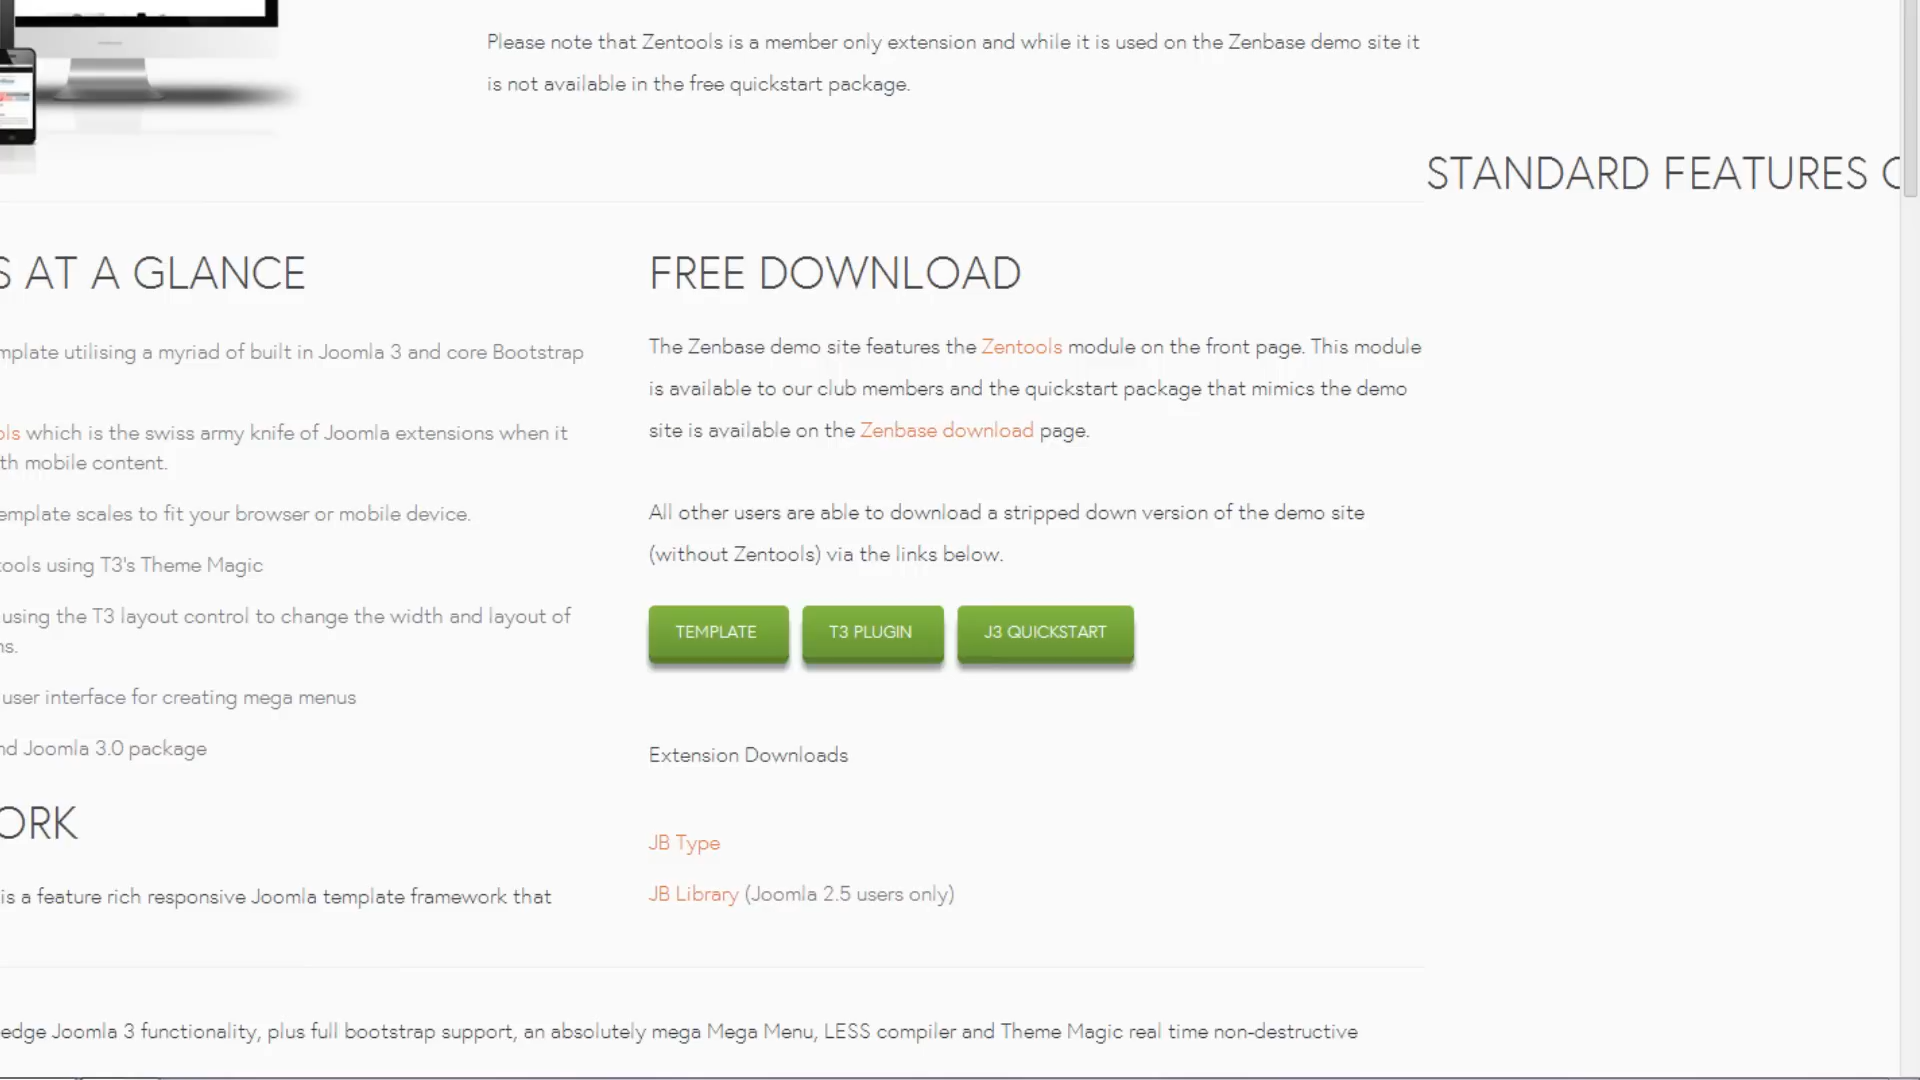 Please note that Zentools is a member only extension and while it is used on the Zenbase demo site it
is not available in the free quickstart package.
STANDARD FEATURES
AT A GLANCE
template utilising a myriad of built in Joomla 3 and core Bootstrap
which is the swiss army knife of Joomla extensions when it
mobile content.
template scales to fit your browser or mobile device.
tools using T3's Theme Magic
using the T3 layout control to change the width and layout of
user interface for creating mega menus
Joomla 3.0 package
ORK
is a feature rich responsive Joomla template framework that
FREE DOWNLOAD
The Zenbase demo site features the Zentools module on the front page. This module
is available to our club members and the quickstart package that mimics the demo
site is available on the Zenbase download page.
All other users are able to download a stripped down version of the demo site
(without Zentools) via the links below.
TEMPLATE T3 PLUGIN J3 QUICKSTART
Extension Downloads
JB Type
JB Library (Joomla 2.5 users only)
edge Joomla 3 functionality, plus full bootstrap support, an absolutely mega Mega Menu, LESS compiler and Theme Magic real time non-destructive